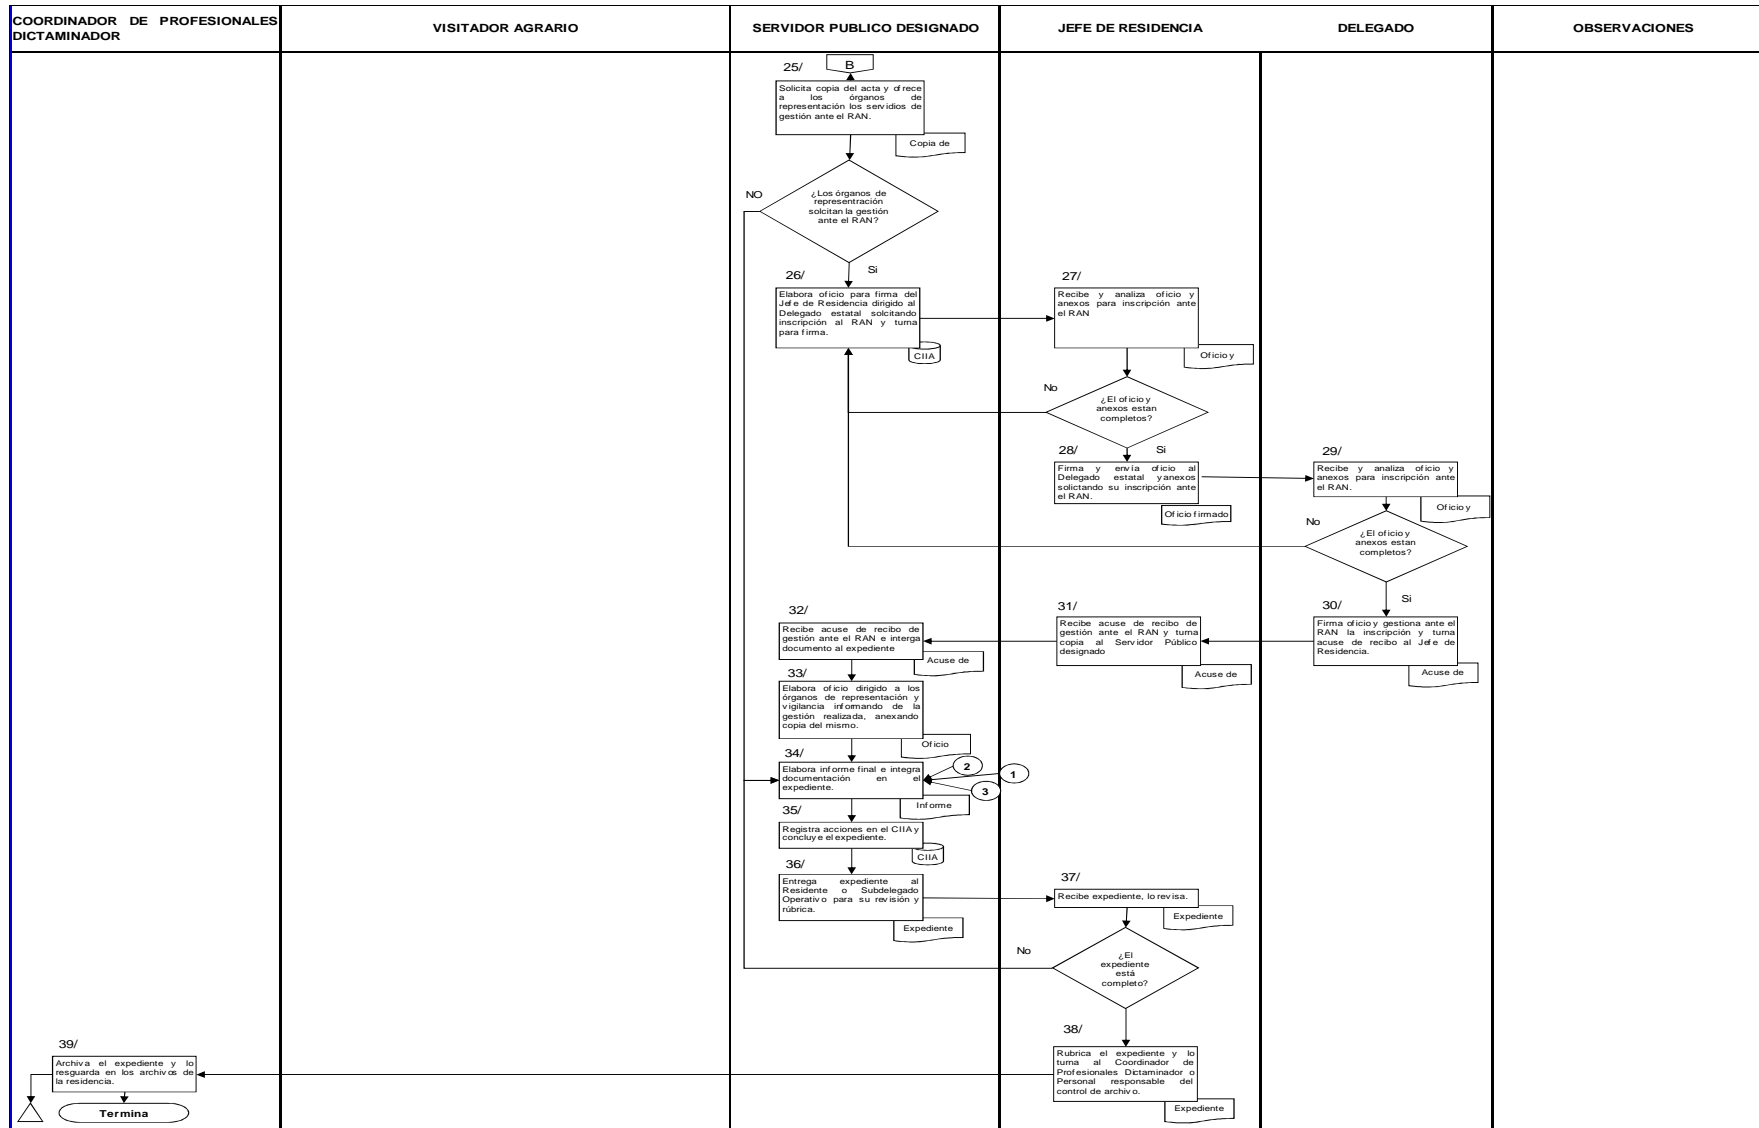 COORDINADOR DE PROFESIONALES
DICTAMINADOR
VISITADOR AGRARIO
SERVIDOR PUBLICO DESIGNADO
JEFE DE RESIDENCIA
DELEGADO
OBSERVACIONES
B
25/
Solicita copia del acta y ofrece
a los órganos de
representación los servidios de
gestión ante el RAN.
Copia de
NO
¿Los órganos de
representración
solcitan la gestión
ante el RAN?
Si
26/
Elabora oficio para firma del
Jefe de Residencia dirigido al
Delegado estatal solcitando
inscripción al RAN y turna
para firma.
CIIA
27/
Recibe y analiza oficio y
anexos para inscripción ante
el RAN
Oficio y
No
¿El oficio y
anexos estan
completos?
Si
28/
Firma y envía oficio al
Delegado estatal y anexos
solictando su inscripción ante
el RAN.
Oficio firmado
29/
Recibe y analiza oficio y
anexos para inscripción ante
el RAN.
Oficio y
No
¿El oficio y
anexos estan
completos?
Si
30/
Firma oficio y gestiona ante el
RAN la inscripción y turna
acuse de recibo al Jefe de
Residencia.
Acuse de
31/
Recibe acuse de recibo de
gestión ante el RAN y turna
copia al Servidor Público
designado
Acuse de
32/
Recibe acuse de recibo de
gestión ante el RAN e interga
documento al expediente
Acuse de
33/
Elabora oficio dirigido a los
órganos de representación y
vigilancia informando de la
gestión realizada, anexando
copia del mismo.
Oficio
34/
Elabora informe final e integra
documentación en el
expediente.
2
1
3
Informe
35/
Registra acciones en el CIIA y
concluye el expediente.
CIIA
36/
Entrega expediente al
Residente o Subdelegado
Operativo para su revisión y
rúbrica.
Expediente
37/
Recibe expediente, lo revisa.
Expediente
No
¿El
expediente
está
completo?
38/
Rubrica el expediente y lo
turna al Coordinador de
Profesionales Dictaminador o
Personal responsable del
control de archivo.
Expediente
39/
Archiva el expediente y lo
resguarda en los archivos de
la residencia.
Termina